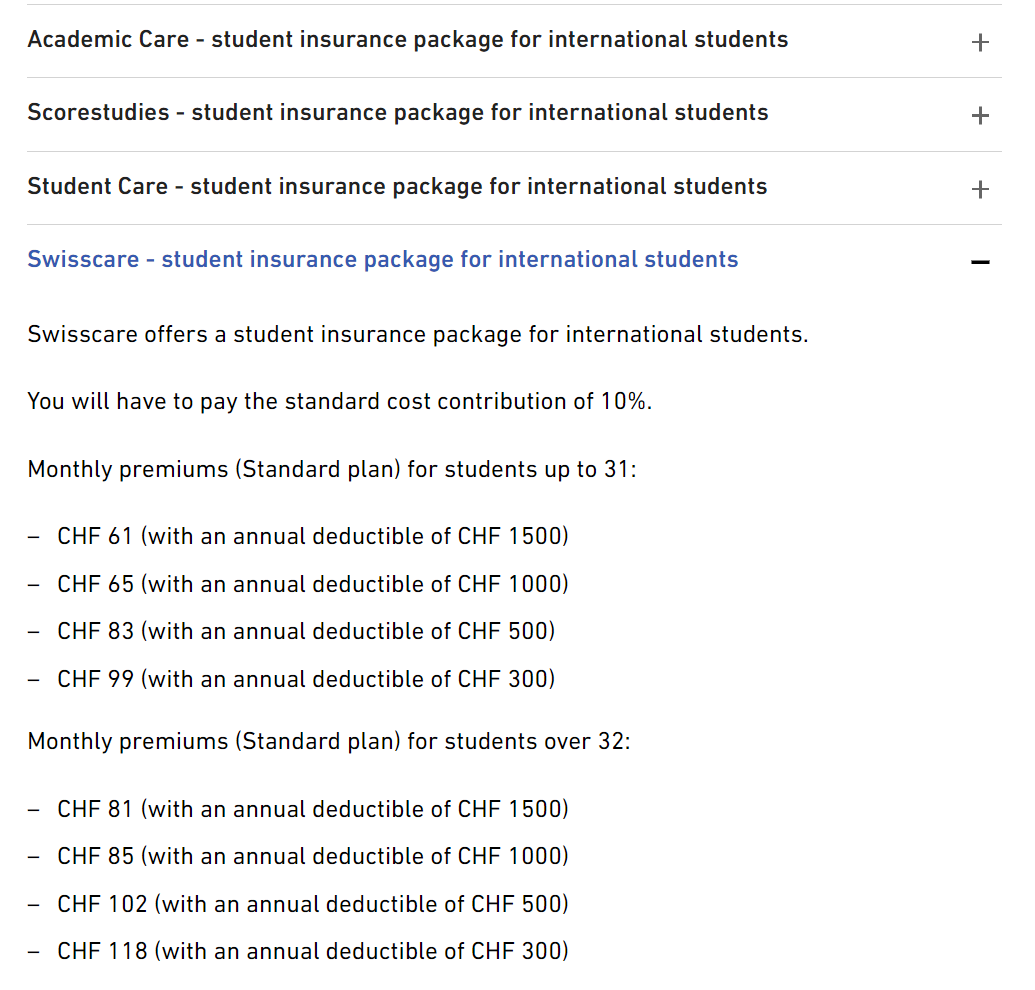 Academic Care - student insurance package for international students
Scorestudies - student insurance package for international students
Student Care - student insurance package for international students
Swisscare - student insurance package for international students
Swisscare offers a student insurance package for international students.
You will have to pay the standard cost contribution of 10%.
Monthly premiums (Standard plan) for students up to 31:
– CHF 61 (with an annual deductible of CHF 1500)
– CHF 65 (with an annual deductible of CHF 1000)
– CHF 83 (with an annual deductible of CHF 500)
– CHF 99 (with an annual deductible of CHF 300)
Monthly premiums (Standard plan) for students over 32:
– CHF 81 (with an annual deductible of CHF 1500)
– CHF 85 (with an annual deductible of CHF 1000)
– CHF 102 (with an annual deductible of CHF 500)
– CHF 118 (with an annual deductible of CHF 300)